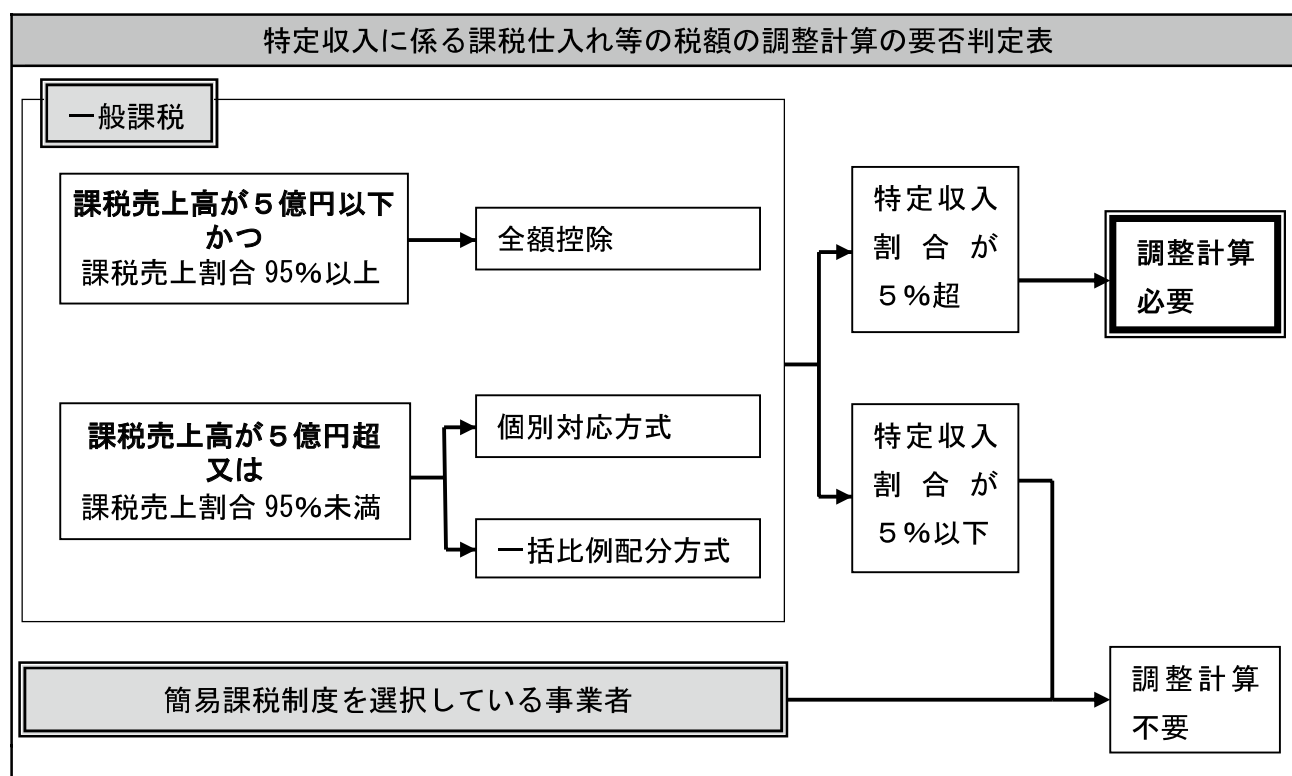 特定収入に係る課税仕入れ等の税額の調整計算の要否判定表
一般課税
課税売上高が５億円以下
かつ
課税売上割合 95%以上
全額控除
課税売上高が５億円超
又は
課税売上割合 95%未満
個別対応方式
一括比例配分方式
特定収入
割合が
５%超
調整計算
必要
特定収入
割合が
５%以下
簡易課税制度を選択している事業者
調整計算
不要